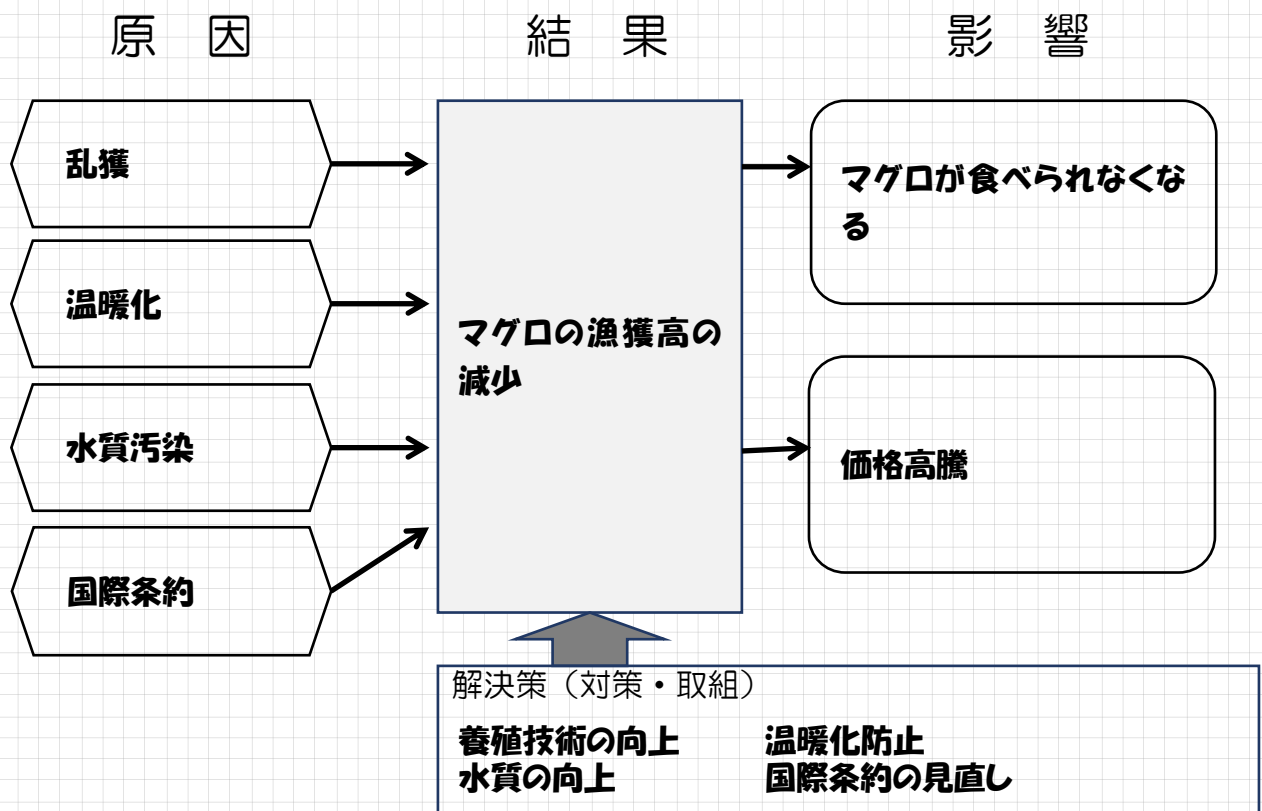 原　因
結　果
影　響
乱獲
温暖化
水質汚染
国際条約
マグロの漁獲高の
減少
マグロが食べられなくな
る
価格高騰
解決策（対策・取組）
養殖技術の向上　　温暖化防止
水質の向上　　国際条約の見直し